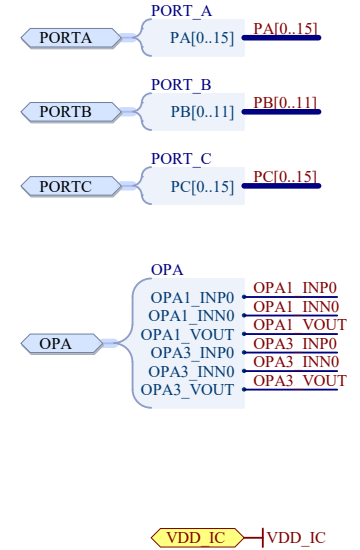 PORT_A
PORTA PA[0..15] PA[0..15]
PORT_B
PORTB PB[0..11] PB[0..11]
PORT_C
PORTC PC[0..15] PC[0..15]
OPA
OPA1_INP0 OPA1_INP0
OPA1_INN0 OPA1_INN0
OPA1_VOUT OPA1_VOUT
OPA OPA3_INP0 OPA3_INP0
OPA3_INN0 OPA3_INN0
OPA3_VOUT OPA3_VOUT
VDD_IC VDD_IC